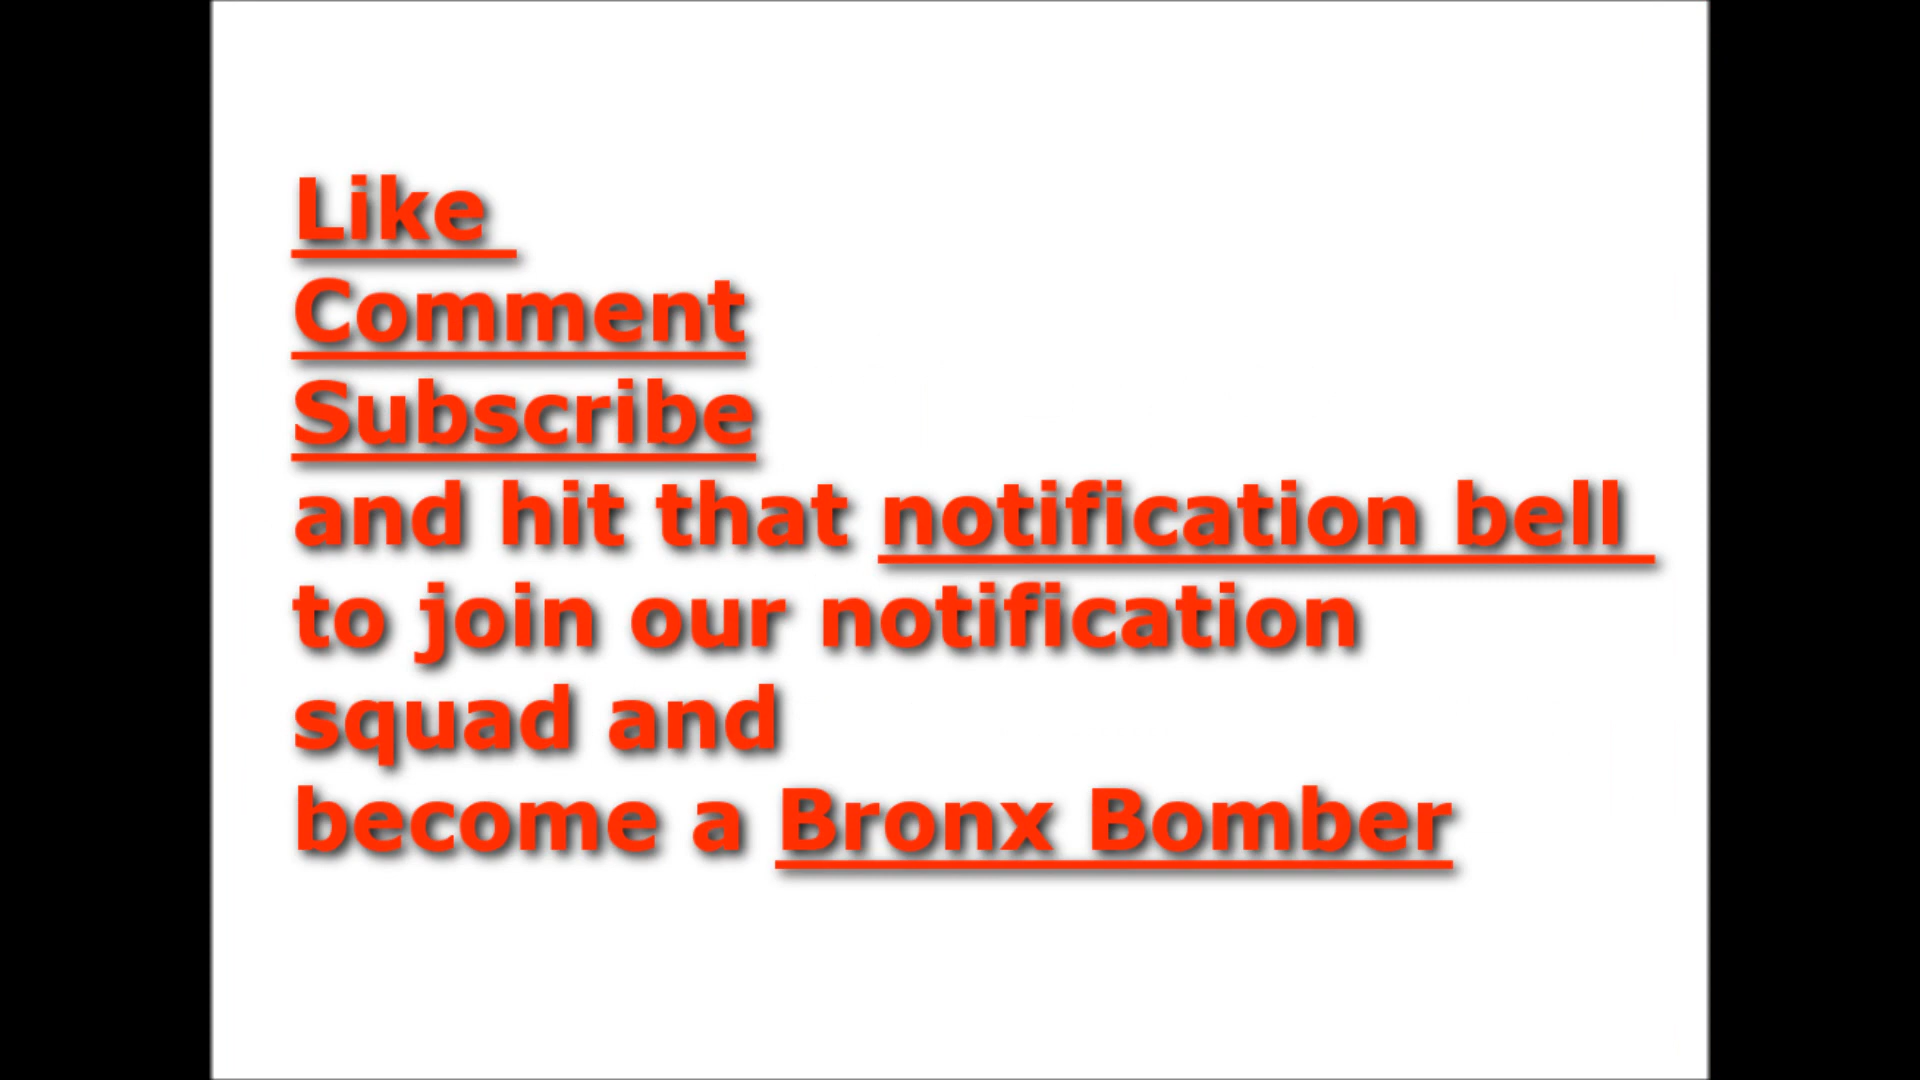 Like
Comment
Subscribe
and hit that notification bell
to join our notification
squad and
become a Bronx Bomber